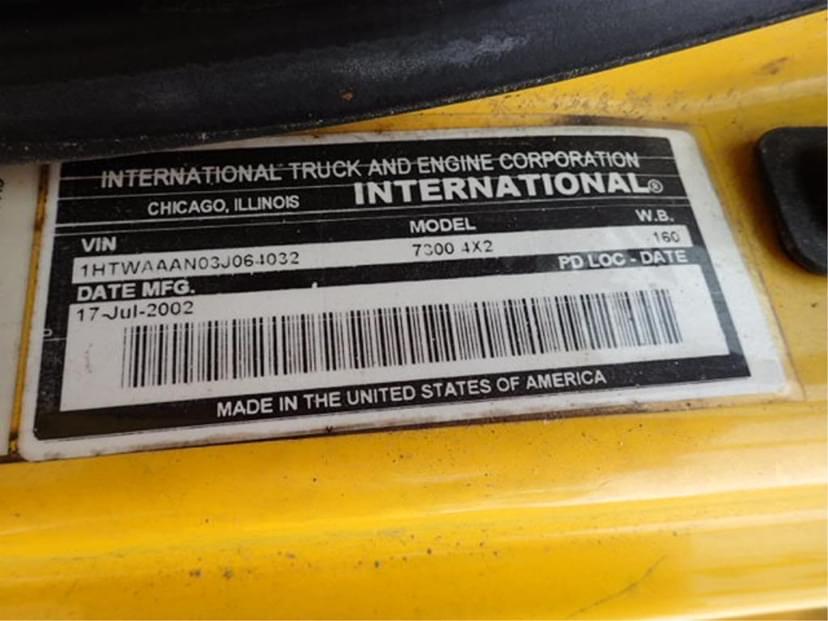 INTERNATIONAL TRUCK AND ENGINE CORPORATION
CHICAGO, ILLINOIS INTERNATIONAL®
VIN MODEL W.B.
1HTWAAAN03J064032 7300 4X2 160
DATE MFG. PD LOC - DATE
17-Jul-2002
MADE IN THE UNITED STATES OF AMERICA